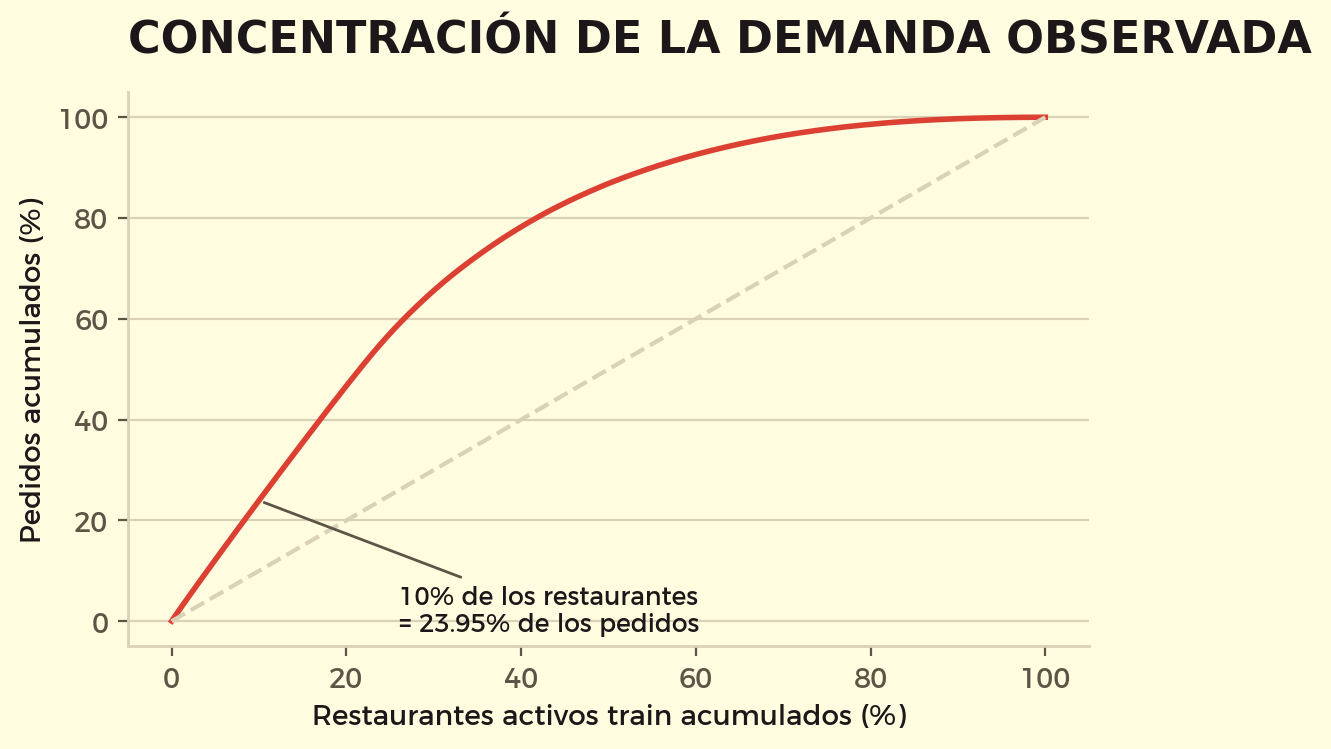 CONCENTRACIÓN DE LA DEMANDA OBSERVADA
Pedidos acumulados (%)
100
80
60
40
20
0
10% de los restaurantes
= 23.95% de los pedidos
0 20 40 60 80 100
Restaurantes activos train acumulados (%)